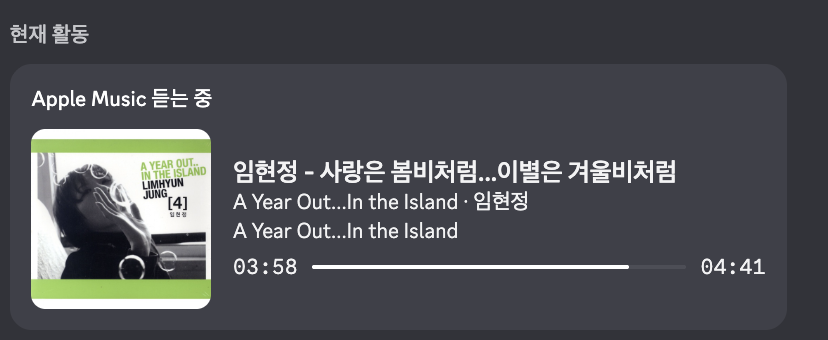 현재 활동
Apple Music 듣는 중
A YEAR OUT..
IN THE ISLAND
LIMHYUN
JUNG
[4]
임현정
임현정 - 사랑은 봄비처럼...이별은 겨울비처럼
A Year Out...In the Island · 임현정
A Year Out...In the Island
03:58 04:41